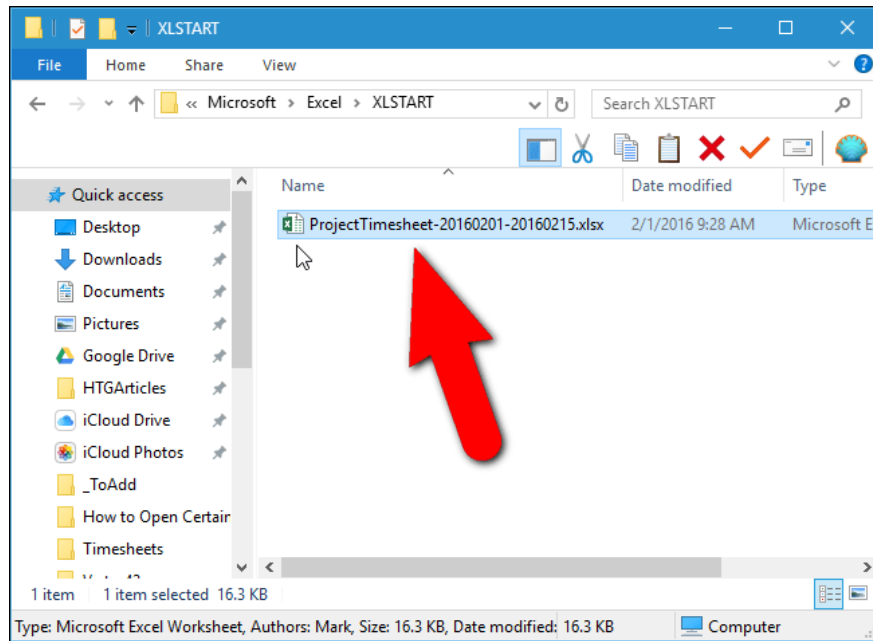 XLSTART
File Home Share View
« Microsoft > Excel > XLSTART
Search XLSTART
Name Date modified Type
Quick access
ProjectTimesheet-20160201-20160215.xlsx 2/1/2016 9:28 AM Microsoft E
Desktop
Downloads
Documents
Pictures
Google Drive
HTGArticles
iCloud Drive
iCloud Photos
_ToAdd
How to Open Certain
Timesheets
1 item 1 item selected 16.3 KB
Type: Microsoft Excel Worksheet, Authors: Mark, Size: 16.3 KB, Date modified: 16.3 KB Computer